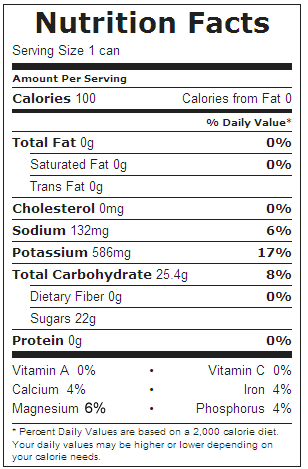 Nutrition Facts
Serving Size 1 can
Amount Per Serving
Calories 100 Calories from Fat 0
% Daily Value*
Total Fat 0g 0%
Saturated Fat 0g 0%
Trans Fat 0g
Cholesterol 0mg 0%
Sodium 132mg 6%
Potassium 586mg 17%
Total Carbohydrate 25.4g 8%
Dietary Fiber 0g 0%
Sugars 22g
Protein 0g 0%
Vitamin A 0% • Vitamin C 0%
Calcium 4% • Iron 4%
Magnesium 6% • Phosphorus 4%
* Percent Daily Values are based on a 2,000 calorie diet.
Your daily values may be higher or lower depending on
your calorie needs.